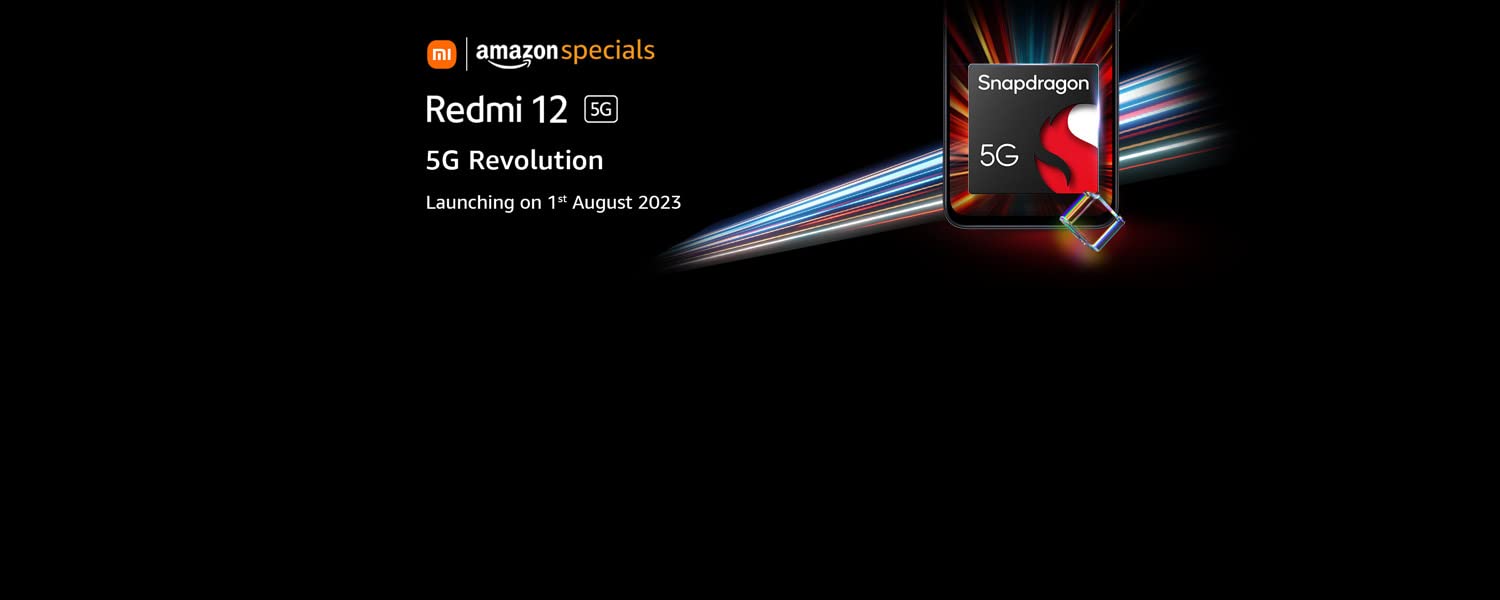 mi | amazon specials
Redmi 12 5G
5G Revolution
Launching on 1st August 2023
Snapdragon
5G